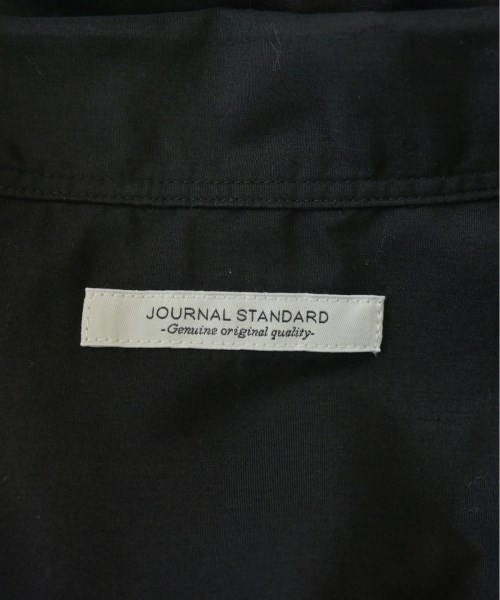 JOURNAL STANDARD
-Genuine original quality-